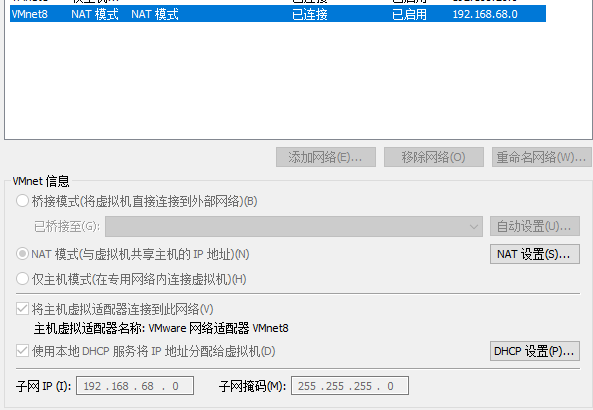 VMnet8 NAT 模式 NAT 模式 已连接 已启用 192.168.68.0
添加网络(E)... 移除网络(O) 重命名网络(W)...
VMnet 信息
桥接模式(将虚拟机直接连接到外部网络)(B)
已桥接至(G): 自动设置(U)...
NAT 模式(与虚拟机共享主机的 IP 地址)(N) NAT 设置(S)...
仅主机模式(在专用网络内连接虚拟机)(H)
将主机虚拟适配器连接到此网络(V)
主机虚拟适配器名称: VMware 网络适配器 VMnet8
使用本地 DHCP 服务将 IP 地址分配给虚拟机(D) DHCP 设置(P)...
子网 IP (I): 192 . 168 . 68 . 0 子网掩码(M): 255 . 255 . 255 . 0